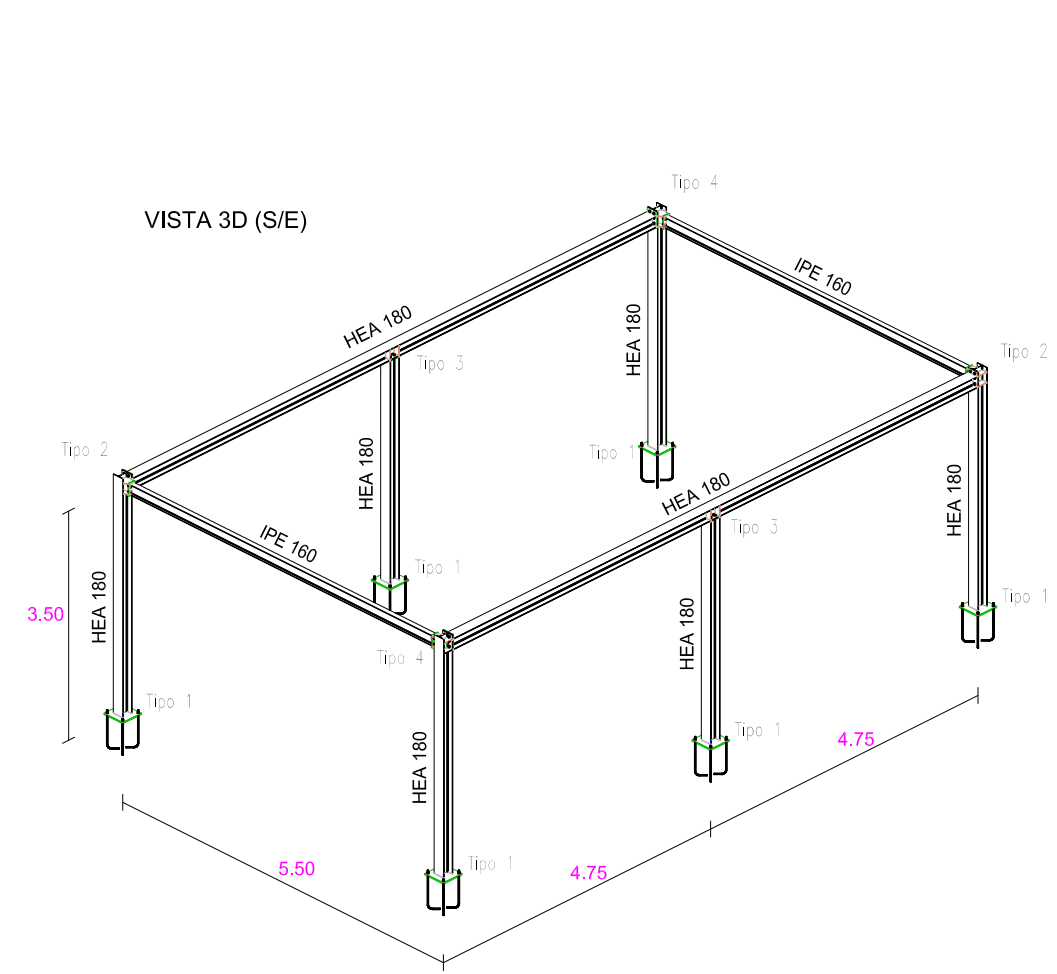 Tipo 4
VISTA 3D (S/E)
IPE 160
HEA 180
HEA 180
Tipo 2
Tipo 3
Tipo 2
Tipo 1
HEA 180
HEA 180
HEA 180
Tipo 3
IPE 160
Tipo 1
Tipo 1
3.50
HEA 180
HEA 180
Tipo 4
Tipo 1
Tipo 1
4.75
HEA 180
5.50
Tipo 1
4.75